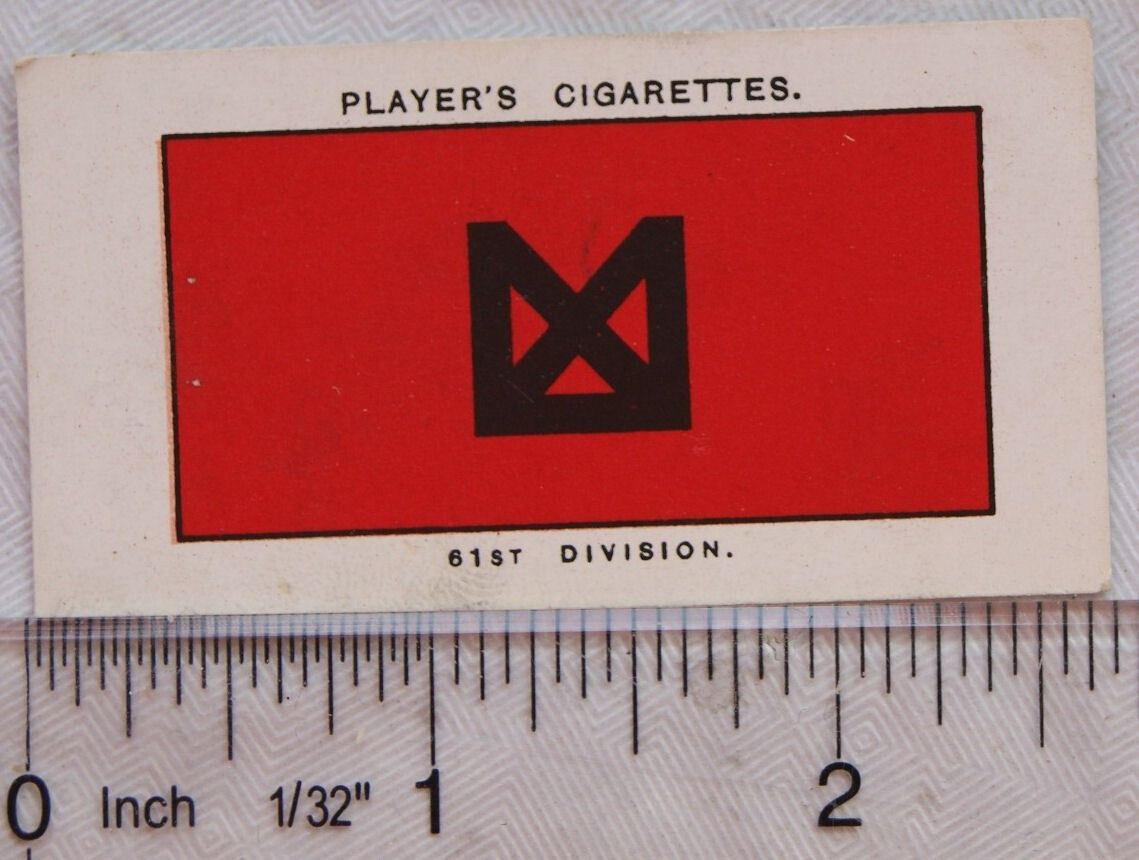 PLAYER'S CIGARETTES.
61ST DIVISION.
0 Inch 1/32" 1 2